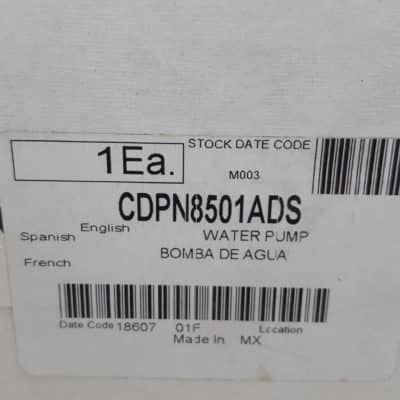 STOCK DATE CODE
1Ea.
M003
CDPN8501ADS
English WATER PUMP
Spanish BOMBA DE AGUA
French
Date Code 18607 01F Location
Made In MX